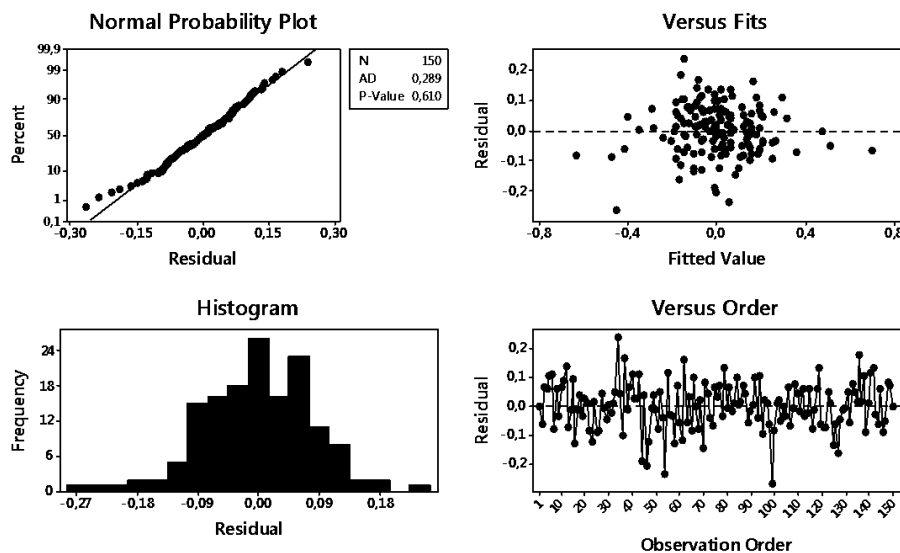 Normal Probability Plot
99,9
99
90
50
10
1
0,1
Percent
-0,30 -0,15 0,00 0,15 0,30
Residual
N 150
AD 0,289
P-Value 0,610
Versus Fits
0,2
0,1
0,0
-0,1
-0,2
Residual
-0,8 -0,4 0,0 0,4 0,8
Fitted Value
Histogram
24
18
12
6
0
Frequency
-0,27 -0,18 -0,09 0,00 0,09 0,18
Residual
Versus Order
0,2
0,1
0,0
-0,1
-0,2
Residual
1 10 20 30 40 50 60 70 80 90 100 110 120 130 140 150
Observation Order